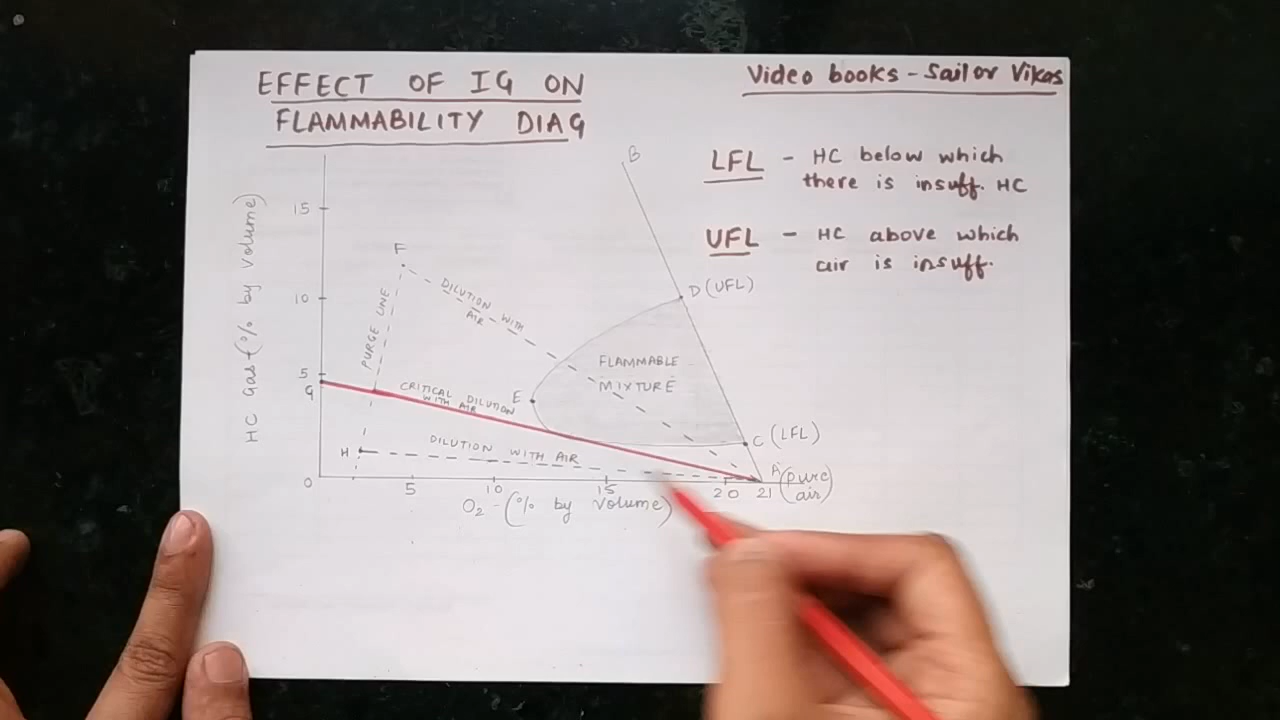 EFFECT OF IG ON
FLAMMABILITY DIAG
Video books - Sailor Vikas
LFL - HC below which
there is insuff. HC
UFL - HC above which
air is insuff.
B
15
F
10
DILUTION WITH
AIR
D (UFL)
PURGE LINE
HC Gas - (% by volume)
FLAMMABLE
MIXTURE
5
G
CRITICAL DILUTION
WITH AIR
E
C (LFL)
H
DILUTION WITH AIR
A (pure
air)
0
5
10
15
20
21
O2 - (% by volume)